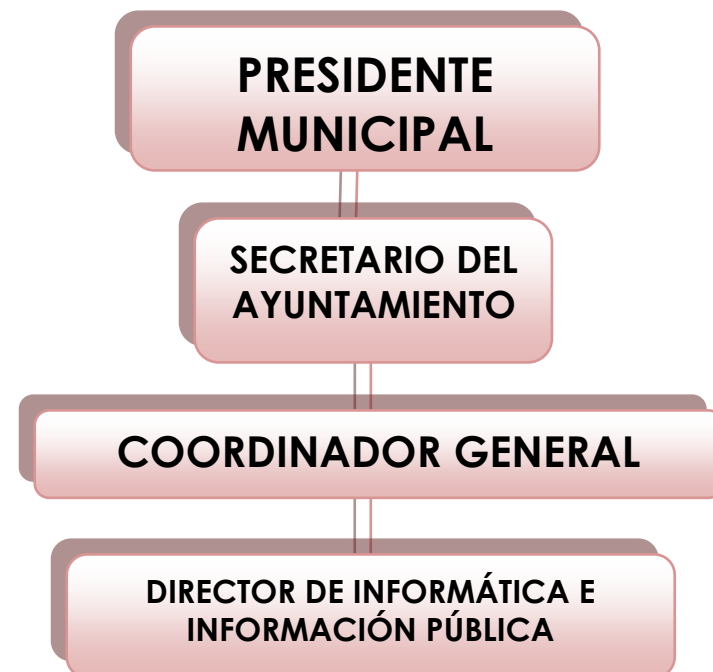 PRESIDENTE
MUNICIPAL
SECRETARIO DEL
AYUNTAMIENTO
COORDINADOR GENERAL
DIRECTOR DE INFORMÁTICA E
INFORMACIÓN PÚBLICA